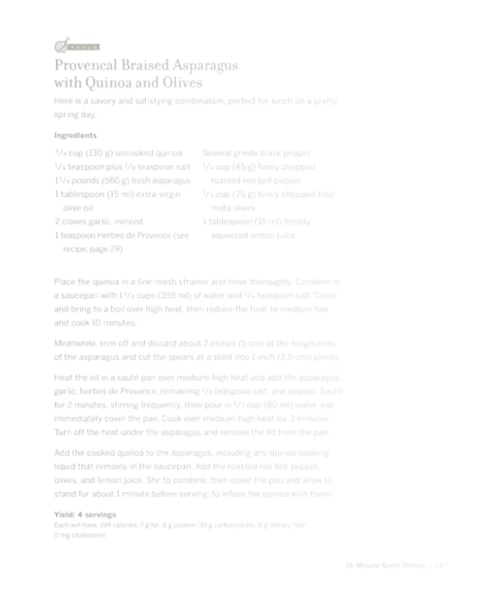 VEGAN
Provencal Braised Asparagus
with Quinoa and Olives
Here is a savory and satisfying combination, perfect for lunch on a pretty
spring day.
Ingredients
3/4 cup (130 g) uncooked quinoa
1/4 teaspoon plus 1/8 teaspoon salt
1 1/4 pounds (560 g) fresh asparagus
1 tablespoon (15 ml) extra-virgin
olive oil
2 cloves garlic, minced
1 teaspoon Herbes de Provence (see
recipe, page 29)
Several grinds black pepper
1/4 cup (45 g) finely chopped
roasted red bell pepper
1/4 cup (25 g) finely chopped kala-
mata olives
1 tablespoon (15 ml) freshly
squeezed lemon juice
Place the quinoa in a fine-mesh strainer and rinse thoroughly. Combine in
a saucepan with 1 1/2 cups (355 ml) of water and 1/4 teaspoon salt. Cover
and bring to a boil over high heat, then reduce the heat to medium-low
and cook 10 minutes.
Meanwhile, trim off and discard about 2 inches (5 cm) of the tough ends
of the asparagus and cut the spears at a slant into 1-inch (2.5-cm) pieces.
Heat the oil in a sauté pan over medium-high heat and add the asparagus,
garlic, herbes de Provence, remaining 1/8 teaspoon salt, and pepper. Sauté
for 2 minutes, stirring frequently, then pour in 1/3 cup (80 ml) water and
immediately cover the pan. Cook over medium-high heat for 3 minutes.
Turn off the heat under the asparagus and remove the lid from the pan.
Add the cooked quinoa to the asparagus, including any quinoa cooking
liquid that remains in the saucepan. Add the roasted red bell pepper,
olives, and lemon juice. Stir to combine, then cover the pan and allow to
stand for about 1 minute before serving, to infuse the quinoa with flavor.
Yield: 4 servings
Each will have: calories; 7 g fat; 8 g protein; 30 g carbohydrate; 6 g dietary fiber;
0 mg cholesterol.
15-Minute Grain Dishes